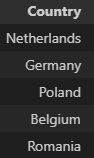 Country
Netherlands
Germany
Poland
Belgium
Romania